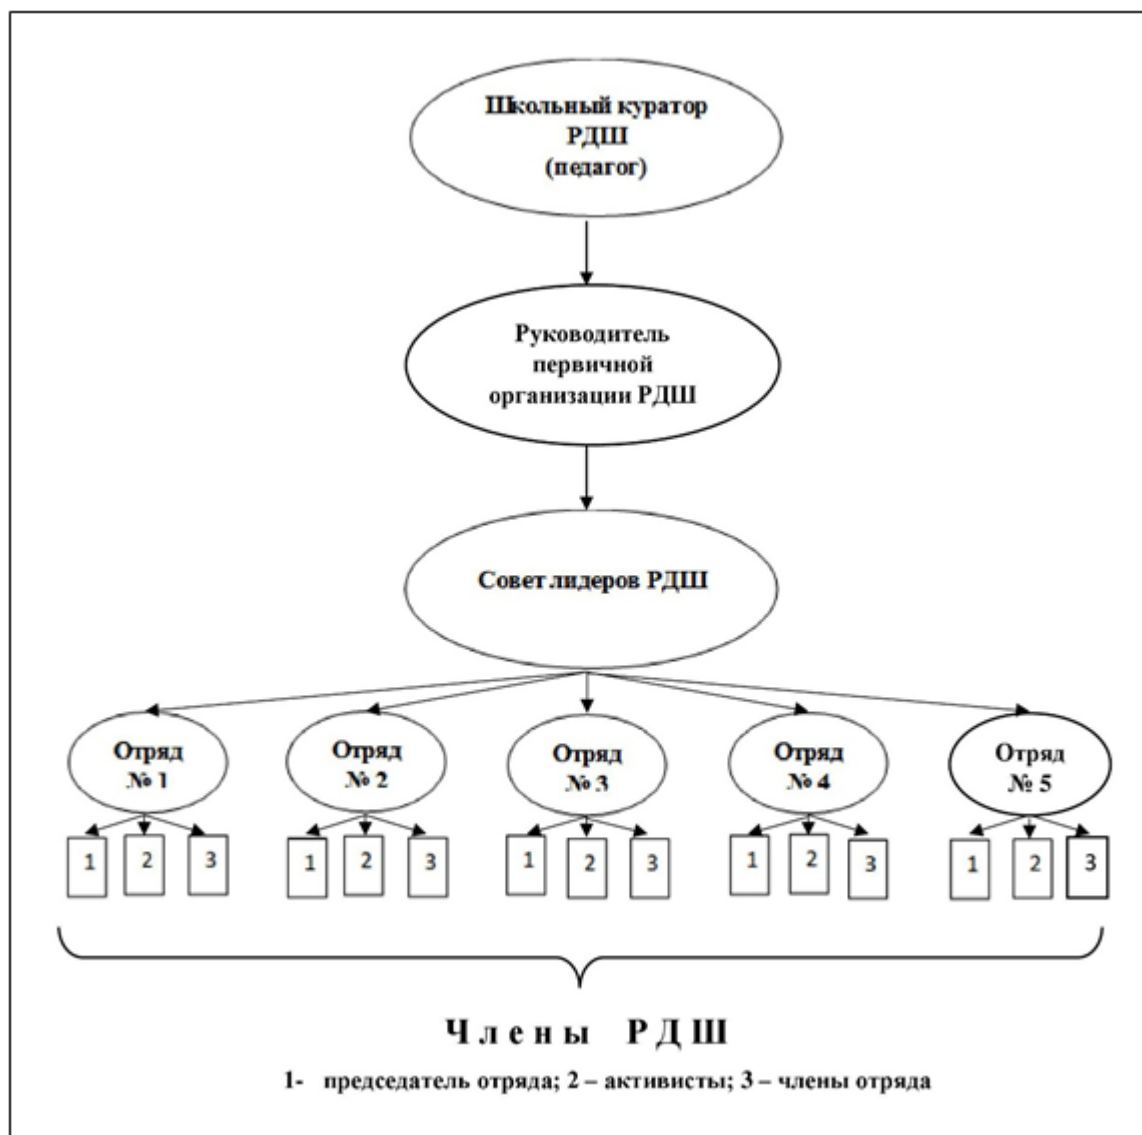 Школьный куратор
РДШ
(педагог)
Руководитель
первичной
организации РДШ
Совет лидеров РДШ
Отряд
№ 1
Отряд
№ 2
Отряд
№ 3
Отряд
№ 4
Отряд
№ 5
1 2 3
1 2 3
1 2 3
1 2 3
1 2 3
Члены РДШ
1- председатель отряда; 2 – активисты; 3 – члены отряда